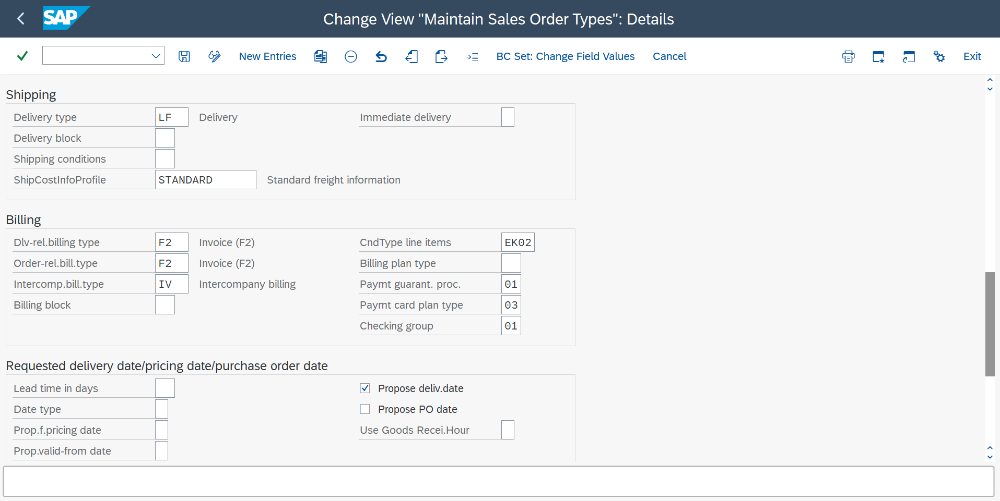 SAP
Change View "Maintain Sales Order Types": Details
New Entries
BC Set: Change Field Values
Cancel
Exit
Shipping
Delivery type LF Delivery Immediate delivery
Delivery block
Shipping conditions
ShipCostInfoProfile STANDARD Standard freight information
Billing
Dlv-rel.billing type F2 Invoice (F2) CndType line items EK02
Order-rel.bill.type F2 Invoice (F2) Billing plan type
Intercomp.bill.type IV Intercompany billing Paymt guarant. proc. 01
Billing block Paymt card plan type 03
Checking group 01
Requested delivery date/pricing date/purchase order date
Lead time in days Propose deliv.date
Date type Propose PO date
Prop.f.pricing date Use Goods Recei.Hour
Prop.valid-from date